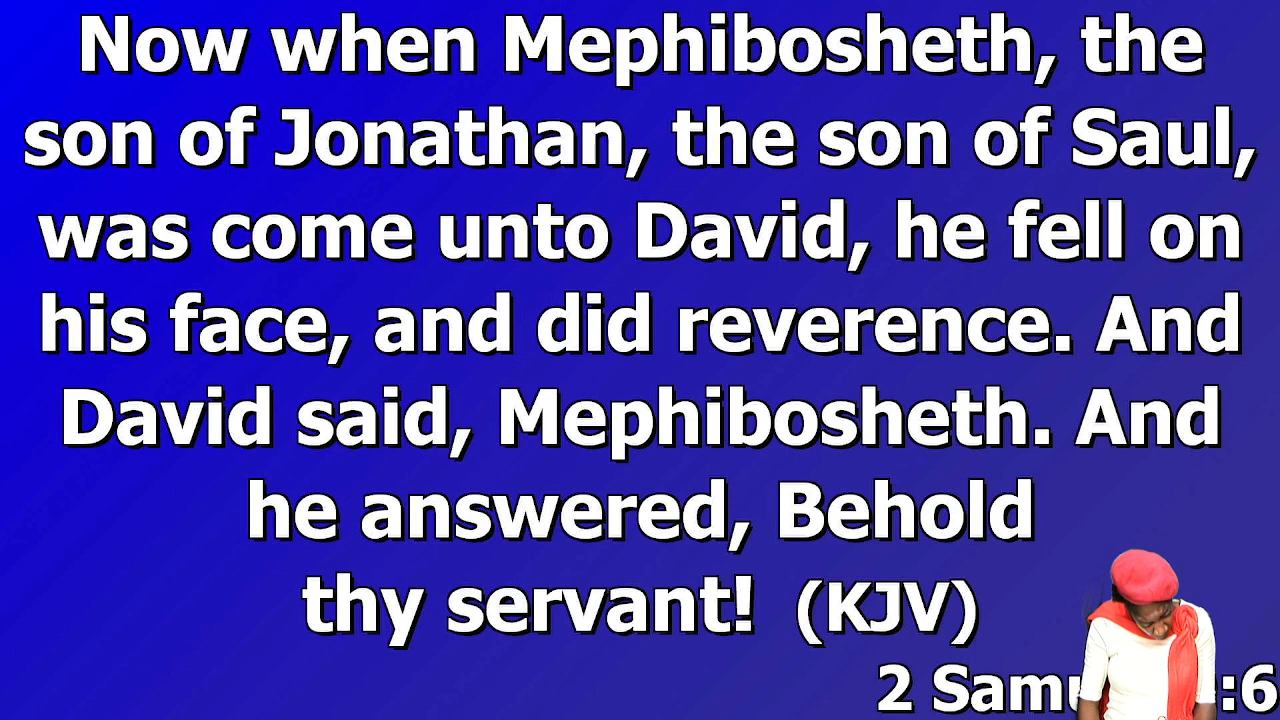 Now when Mephibosheth, the
son of Jonathan, the son of Saul,
was come unto David, he fell on
his face, and did reverence. And
David said, Mephibosheth. And
he answered, Behold
thy servant! (KJV)
2 Sam :6